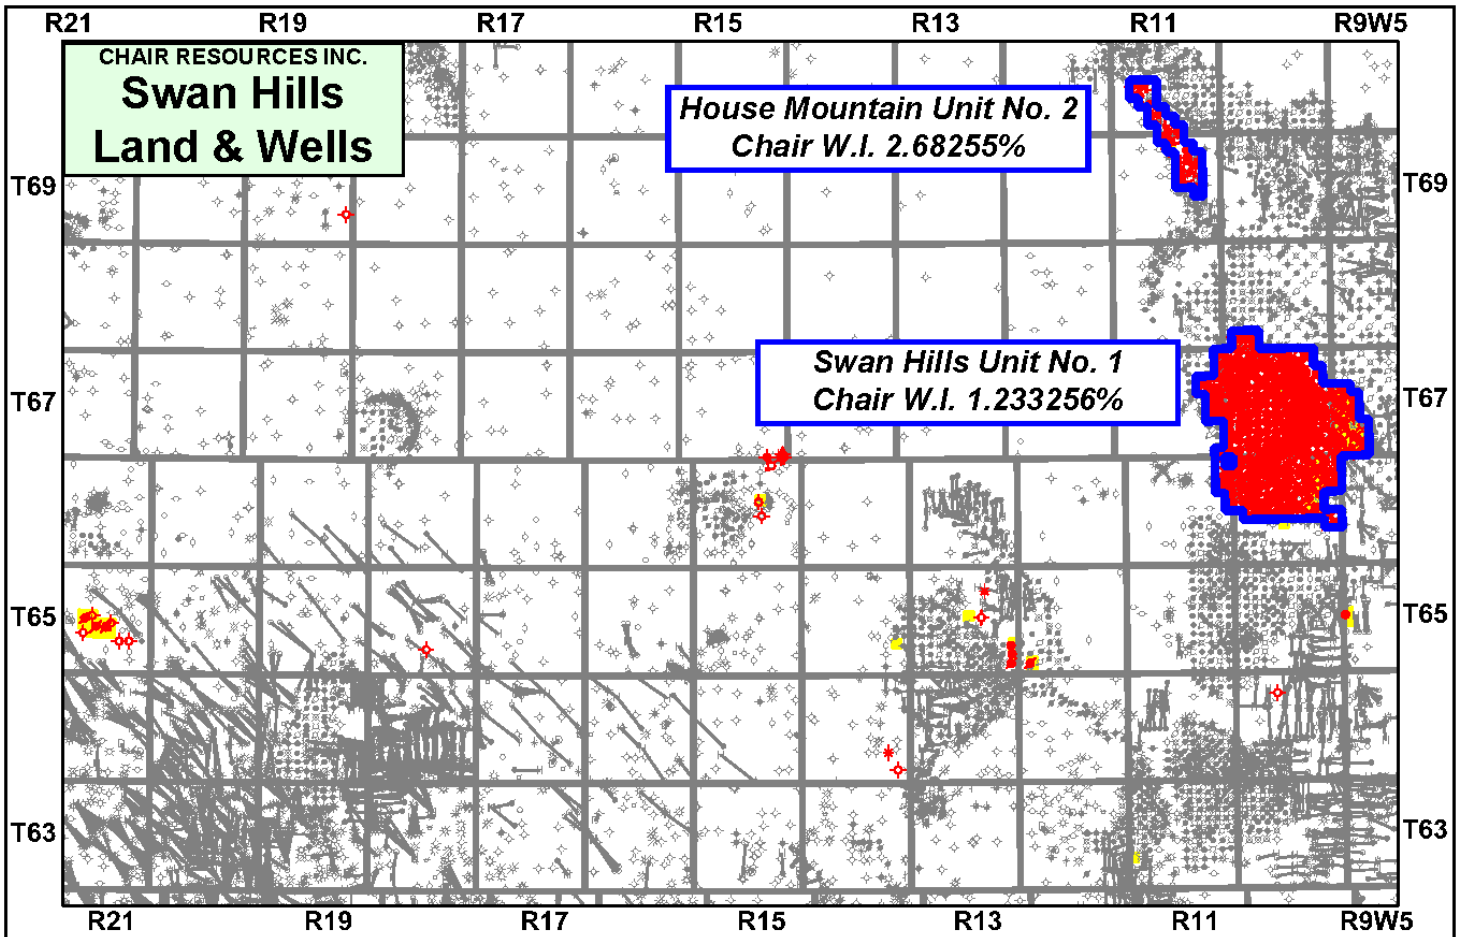 R21 R19 R17 R15 R13 R11 R9W5
CHAIR RESOURCES INC.
Swan Hills
Land & Wells
House Mountain Unit No. 2
Chair W.I. 2.68255%
T69 T69
Swan Hills Unit No. 1
Chair W.I. 1.233256%
T67 T67
T65 T65
T63 T63
R21 R19 R17 R15 R13 R11 R9W5